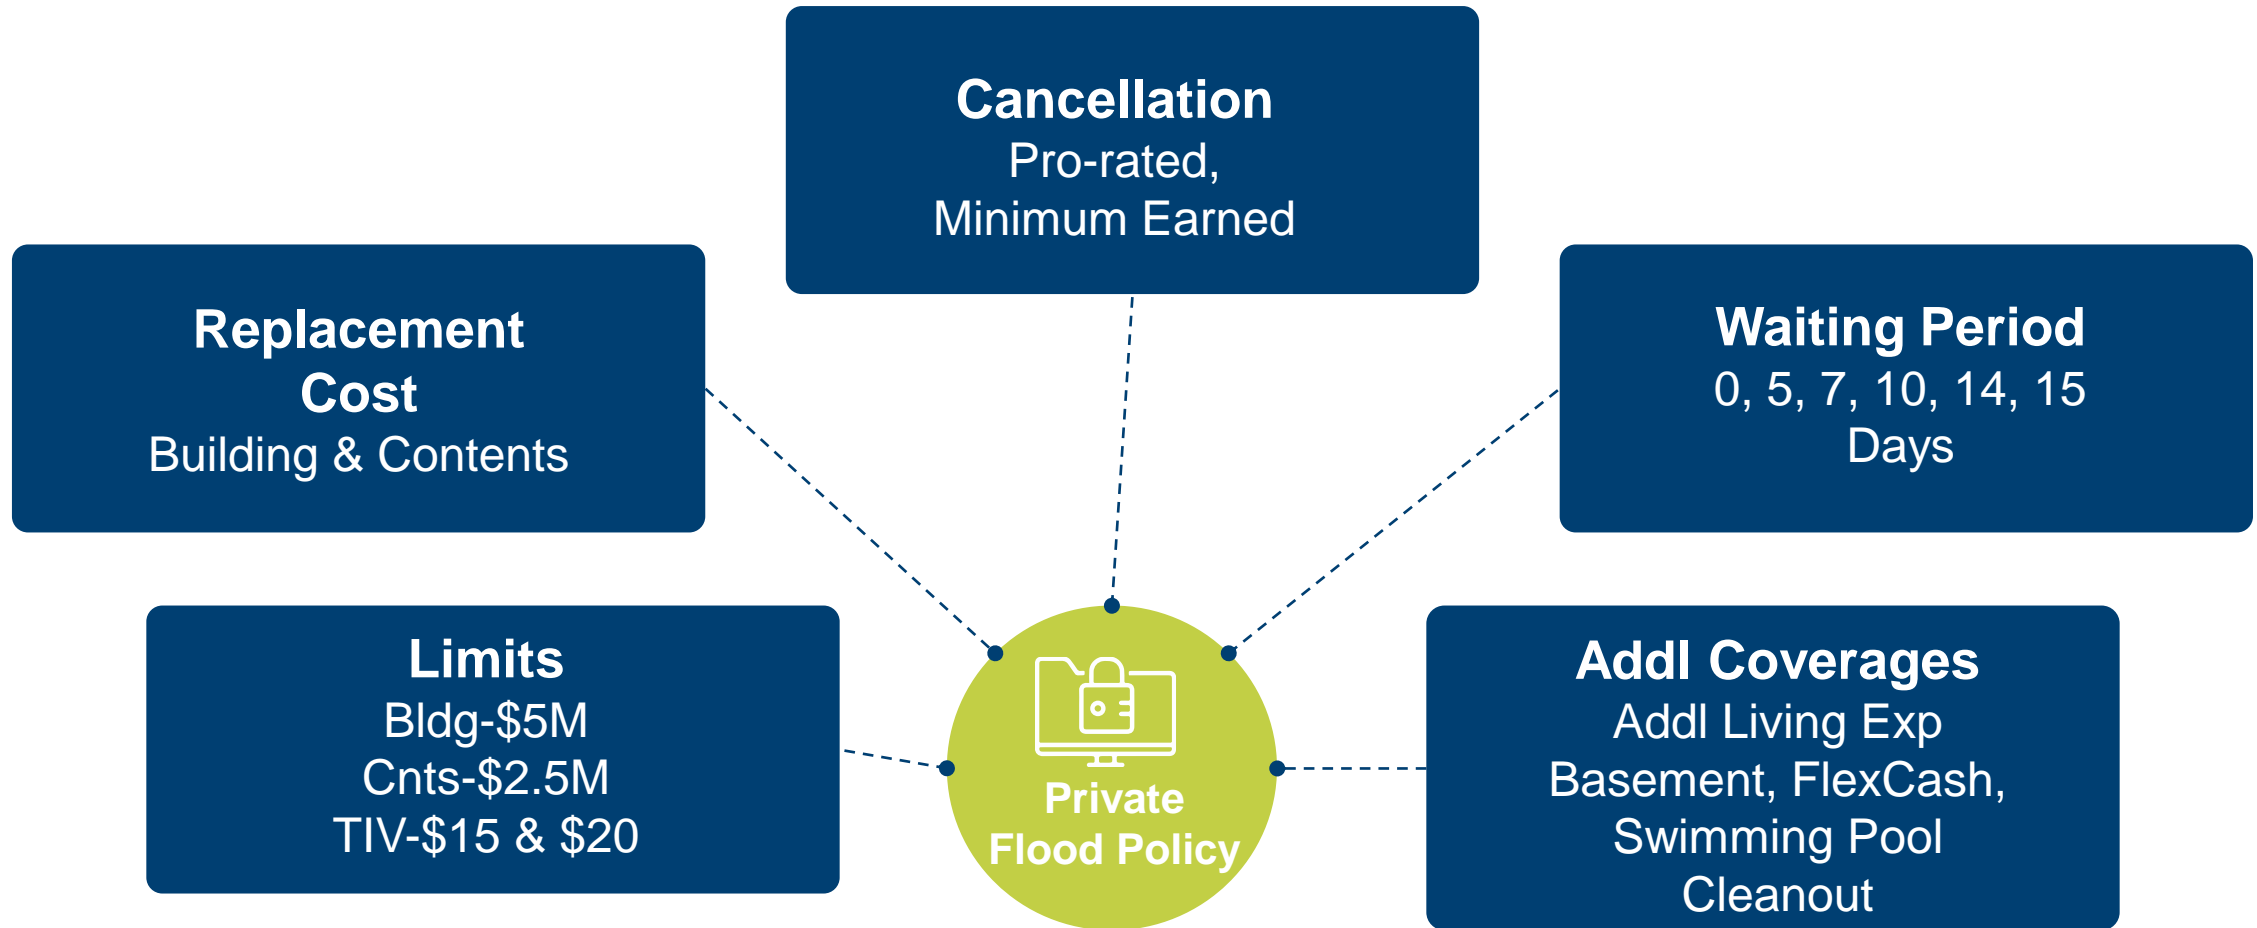 Cancellation
Pro-rated,
Minimum Earned
Replacement
Cost
Building & Contents
Waiting Period
0, 5, 7, 10, 14, 15
Days
Limits
Bldg-$5M
Cnts-$2.5M
TIV-$15 & $20
Private
Flood Policy
Addl Coverages
Addl Living Exp
Basement, FlexCash,
Swimming Pool
Cleanout